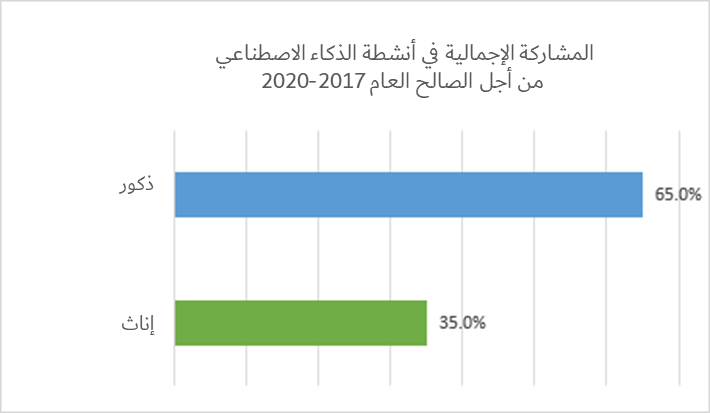 المشاركة الإجمالية في أنشطة الذكاء الاصطناعي
من أجل الصالح العام 2017-2020
ذكور
65.0%
إناث
35.0%